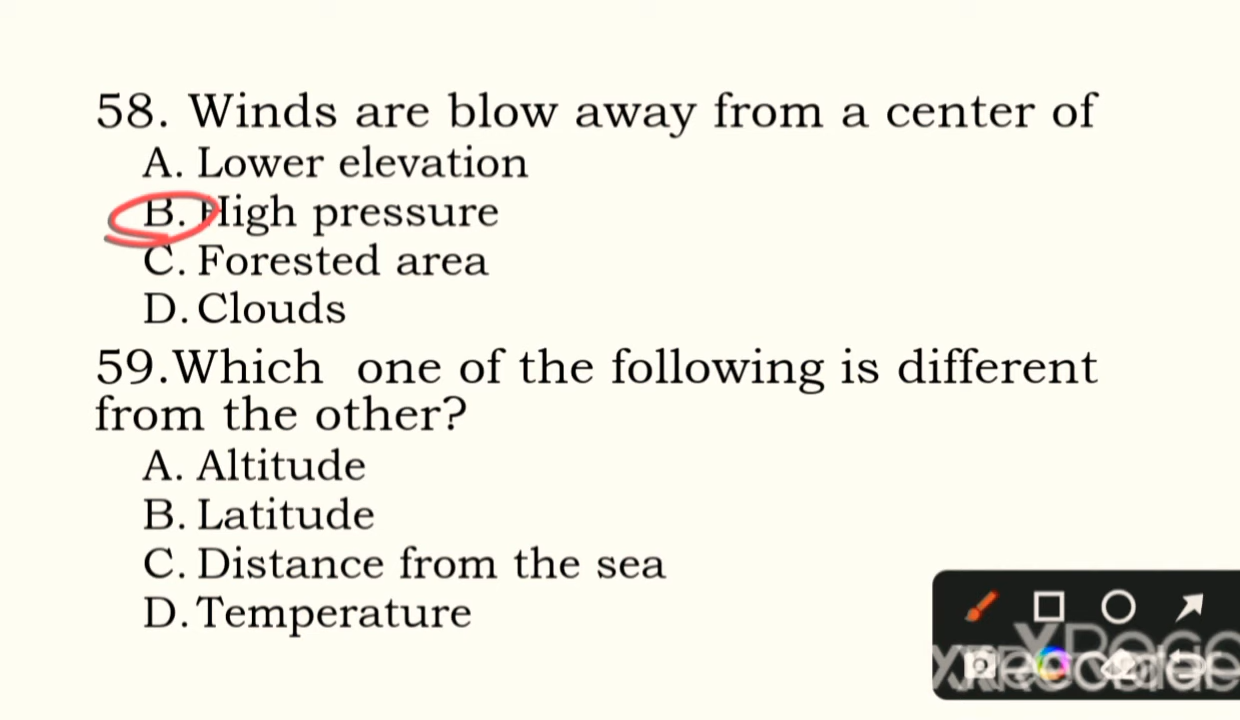 58. Winds are blow away from a center of
A. Lower elevation
B. High pressure
C. Forested area
D. Clouds
59.Which one of the following is different
from the other?
A. Altitude
B. Latitude
C. Distance from the sea
D. Temperature